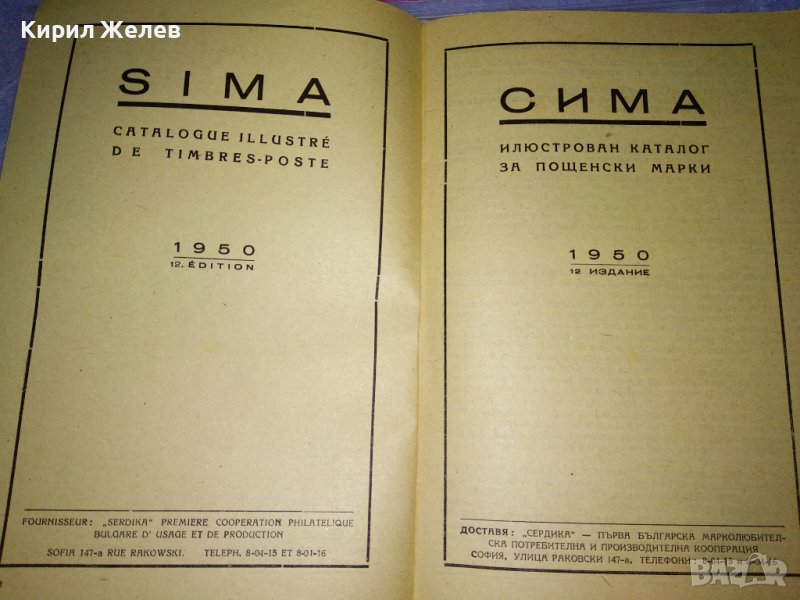 Кирил Желев
SIMA
CATALOGUE ILLUSTRÉ
DE TIMBRES-POSTE
1950
12. ÉDITION
FOURNISSEUR: „SERDIKA" PREMIERE COOPERATION PHILATELIQUE
BULGARE D' USAGE ET DE PRODUCTION
SOFIA 147-a RUE RAKOWSKI. TELEPH. 8-04-15 ET 8-01-16
СИМА
ИЛЮСТРОВАН КАТАЛОГ
ЗА ПОЩЕНСКИ МАРКИ
1950
12 ИЗДАНИЕ
ДОСТАВЯ: „СЕРДИКА" — ПЪРВА БЪЛГАРСКА МАРКОЛЮБИТЕЛ-
СКА ПОТРЕБИТЕЛНА И ПРОИЗВОДИТЕЛНА КООПЕРАЦИЯ
СОФИЯ, УЛИЦА РАКОВСКИ 147-а. ТЕЛЕФОНИ
BAZAR